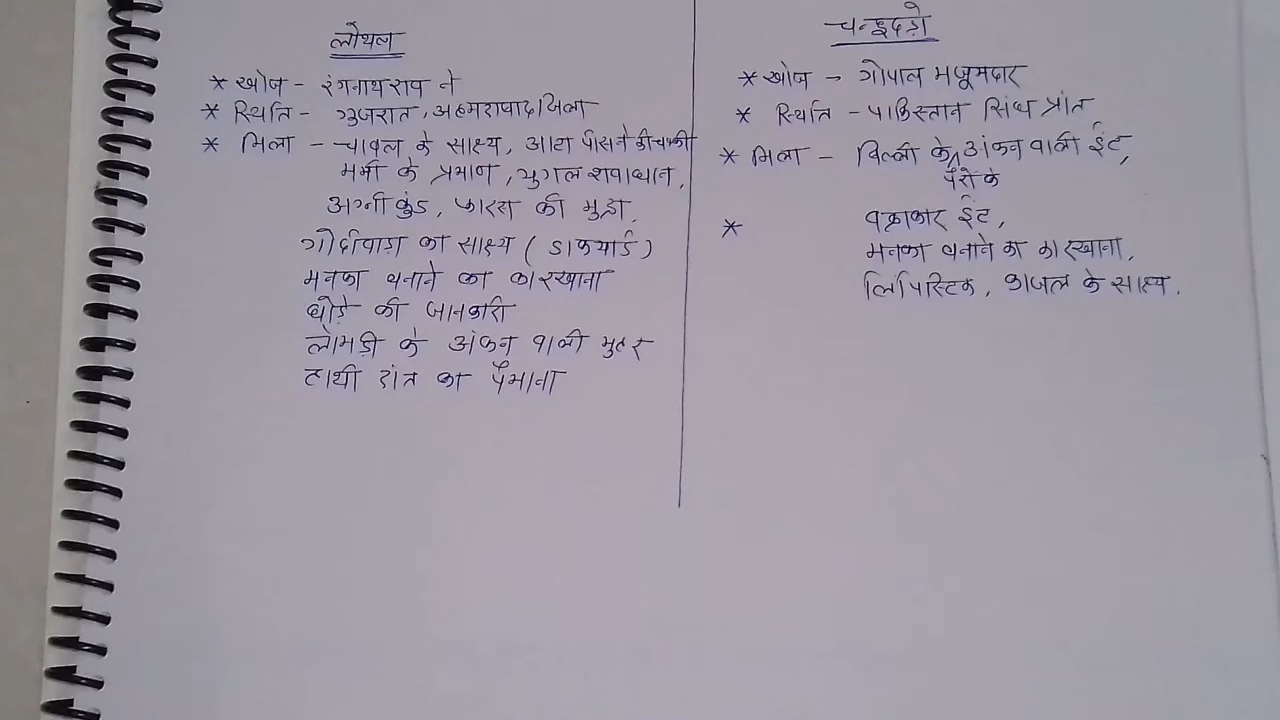 लोथल
* खोज - रंगनाथराव ने
* स्थिति - गुजरात, अहमदाबाद जिला
* मिला - चावल के साक्ष्य, आटा पीसने की चक्की
ममी के प्रमान, युगल शवाधान,
अग्नी कुंड, फारस की मुद्रा,
गोदीवाड़ा का साक्ष्य ( डाकयार्ड )
मनका बनाने का कारखाना
घोड़े की जानकारी
लोमड़ी के अंकन वाली मुहर
हाथी दांत का पैमाना
चन्हूदड़ो
* खोज → गोपाल मजूमदार
* स्थिति - पाकिस्तान सिंध प्रांत
* मिला - बिल्ली के पैरो के अंकन वाली ईंट,
* वक्राकार ईंट,
मनका बनाने का कारखाना,
लिपिस्टिक, काजल के साक्ष्य.